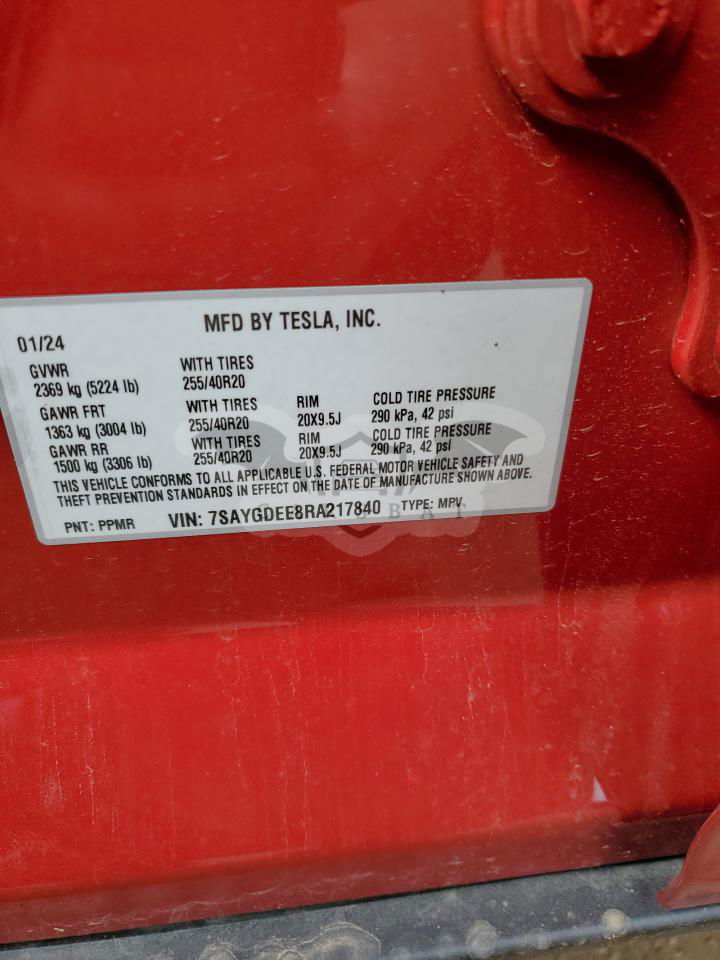 MFD BY TESLA, INC.
01/24
GVWR WITH TIRES
2369 kg (5224 lb) 255/40R20
GAWR FRT WITH TIRES RIM COLD TIRE PRESSURE
1363 kg (3004 lb) 255/40R20 20X9.5J 290 kPa, 42 psi
GAWR RR WITH TIRES RIM COLD TIRE PRESSURE
1500 kg (3306 lb) 255/40R20 20X9.5J 290 kPa, 42 psi
THIS VEHICLE CONFORMS TO ALL APPLICABLE U.S. FEDERAL MOTOR VEHICLE SAFETY AND
THEFT PREVENTION STANDARDS IN EFFECT ON THE DATE OF MANUFACTURE SHOWN ABOVE.
PNT: PPMR VIN: 7SAYGDEE8RA217840 TYPE: MPV